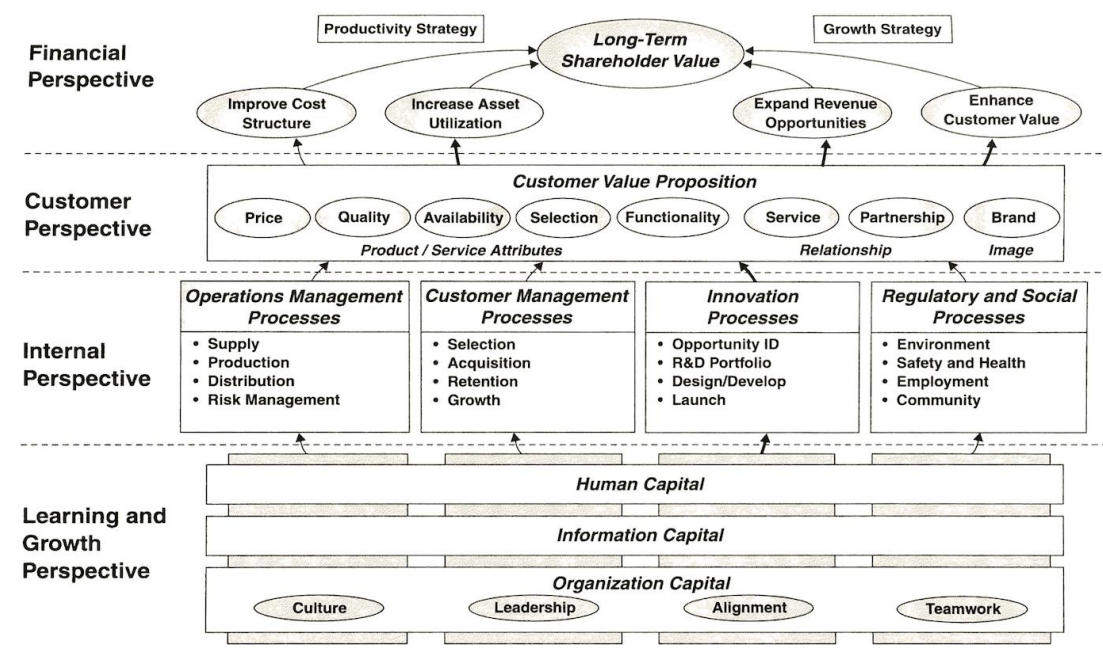 Financial
Perspective
Productivity Strategy
Long-Term
Shareholder Value
Growth Strategy
Improve Cost
Structure
Increase Asset
Utilization
Expand Revenue
Opportunities
Enhance
Customer Value
Customer
Perspective
Customer Value Proposition
Price
Quality
Availability
Selection
Functionality
Service
Partnership
Brand
Product / Service Attributes
Relationship
Image
Internal
Perspective
Operations Management
Processes
• Supply
• Production
• Distribution
• Risk Management
Customer Management
Processes
• Selection
• Acquisition
• Retention
• Growth
Innovation
Processes
• Opportunity ID
• R&D Portfolio
• Design/Develop
• Launch
Regulatory and Social
Processes
• Environment
• Safety and Health
• Employment
• Community
Learning and
Growth
Perspective
Human Capital
Information Capital
Organization Capital
Culture
Leadership
Alignment
Teamwork